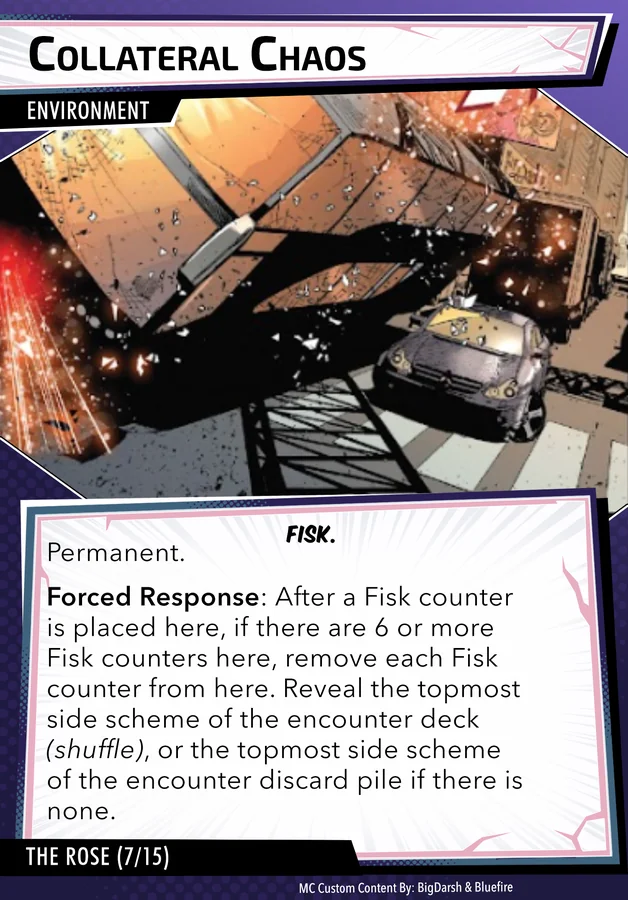 COLLATERAL CHAOS
ENVIRONMENT
FISK.
Permanent.
Forced Response: After a Fisk counter
is placed here, if there are 6 or more
Fisk counters here, remove each Fisk
counter from here. Reveal the topmost
side scheme of the encounter deck
(shuffle), or the topmost side scheme
of the encounter discard pile if there is
none.
THE ROSE (7/15)
MC Custom Content By: BigDarsh & Bluefire